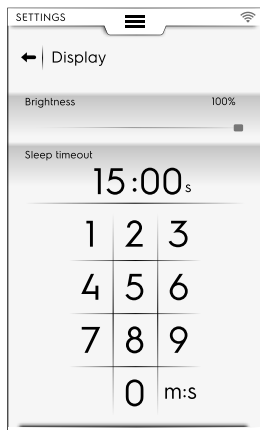 SETTINGS
Display
Brightness 100%
Sleep timeout
15:00s
1 2 3
4 5 6
7 8 9
0 m:s